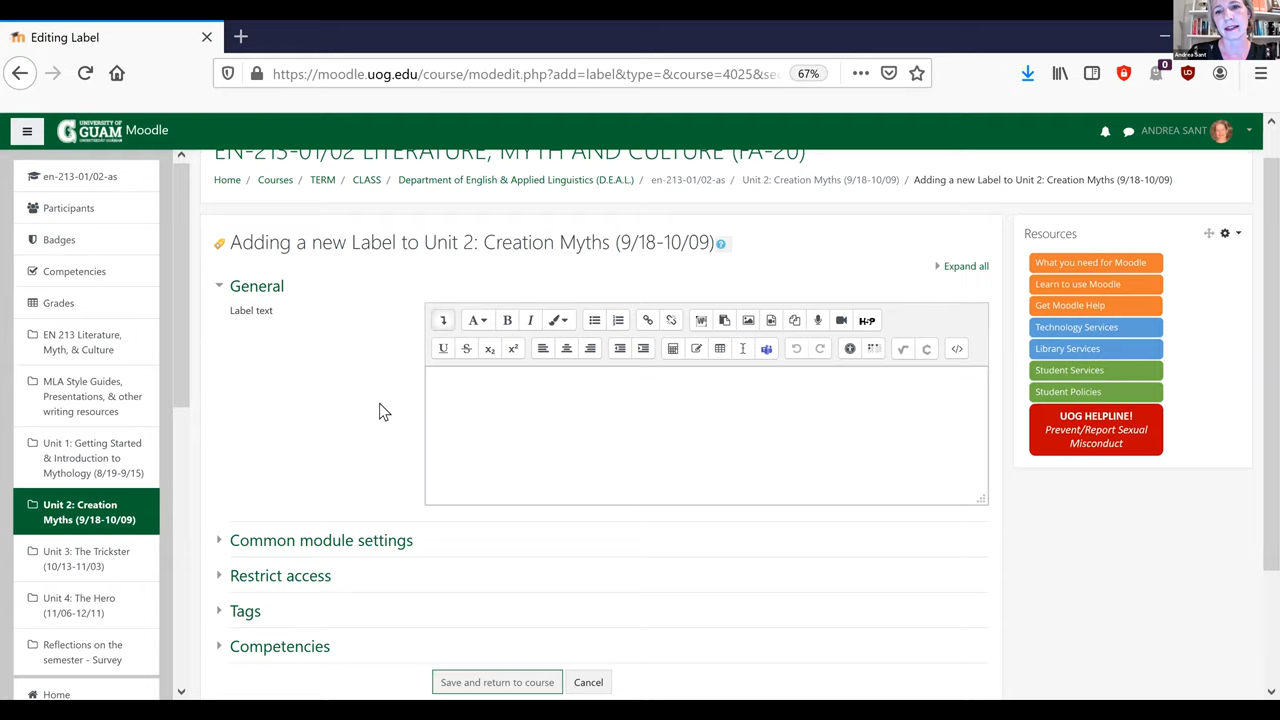 Editing Label
Andrea Sant
https://moodle.uog.edu/course/modedit.php?add=label&type=&course=4025&se
67%
0
UNIVERSITY OF
GUAM
Moodle
ANDREA SANT
EN-213-01/02 LITERATURE, MYTH AND CULTURE (FA-20)
Home / Courses / TERM / CLASS / Department of English & Applied Linguistics (D.E.A.L.) / en-213-01/02-as / Unit 2: Creation Myths (9/18-10/09) / Adding a new Label to Unit 2: Creation Myths (9/18-10/09)
en-213-01/02-as
Participants
Badges
Competencies
Grades
EN 213 Literature,
Myth, & Culture
MLA Style Guides,
Presentations, & other
writing resources
Unit 1: Getting Started
& Introduction to
Mythology (8/19-9/15)
Unit 2: Creation
Myths (9/18-10/09)
Unit 3: The Trickster
(10/13-11/03)
Unit 4: The Hero
(11/06-12/11)
Reflections on the
semester - Survey
Home
Adding a new Label to Unit 2: Creation Myths (9/18-10/09)
Expand all
General
Label text
A B I H-P
U S x₂ x²
Common module settings
Restrict access
Tags
Competencies
Save and return to course
Cancel
Resources
What you need for Moodle
Learn to use Moodle
Get Moodle Help
Technology Services
Library Services
Student Services
Student Policies
UOG HELPLINE!
Prevent/Report Sexual
Misconduct